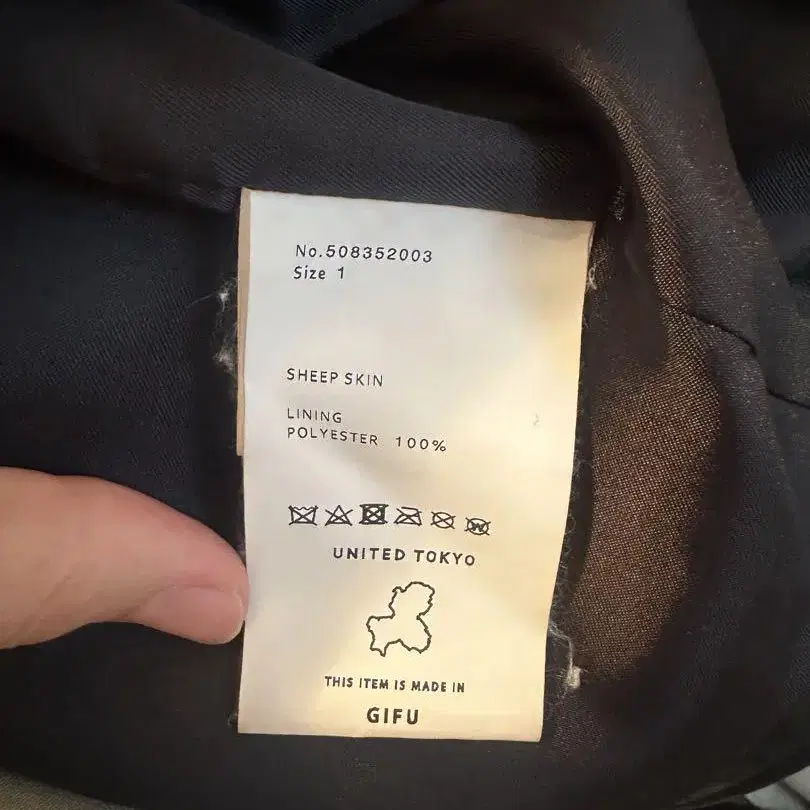 No.508352003
Size 1
SHEEP SKIN
LINING
POLYESTER 100%
UNITED TOKYO
THIS ITEM IS MADE IN
GIFU